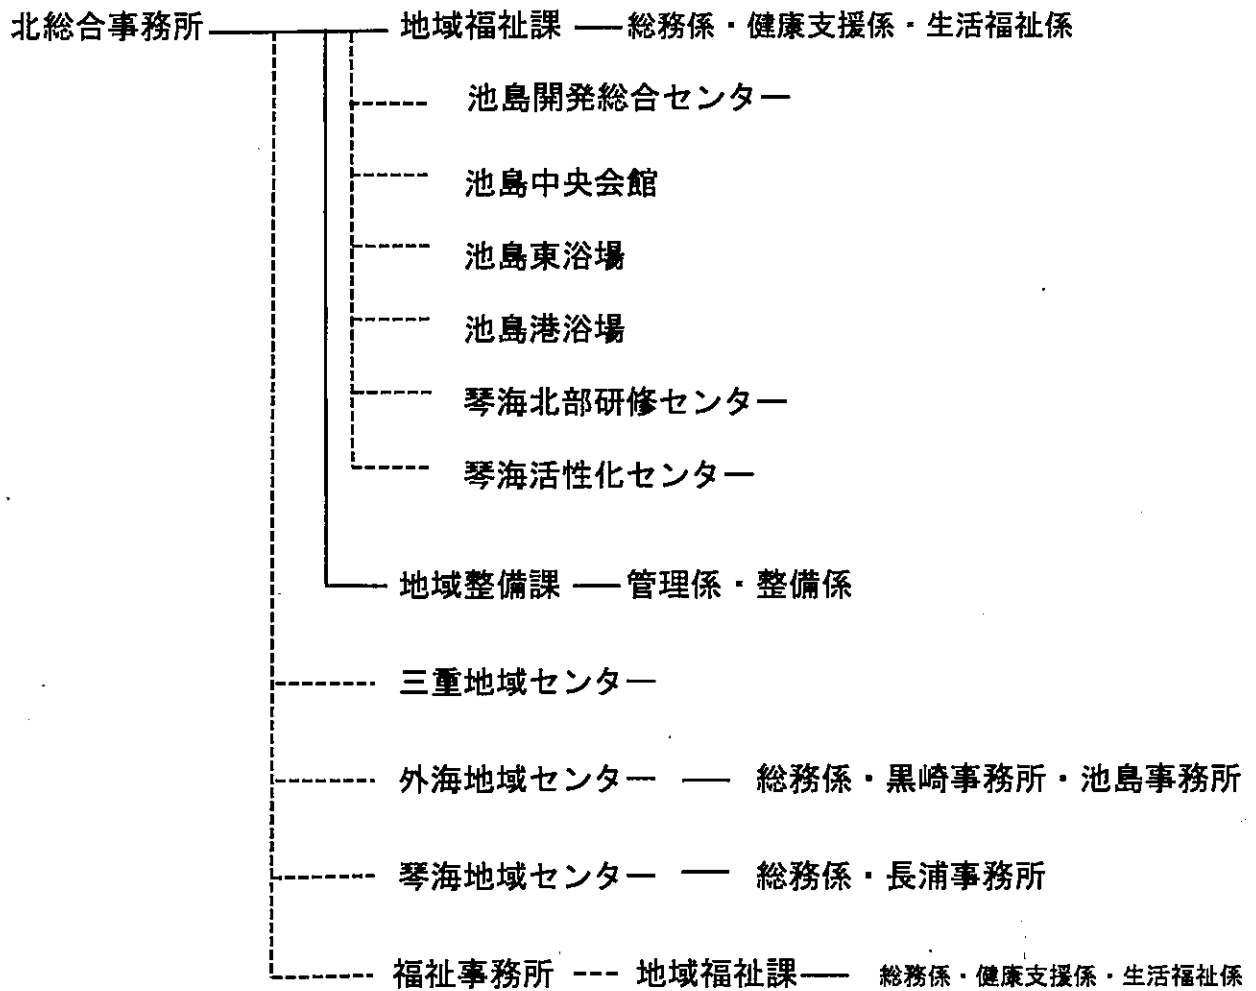 北総合事務所 地域福祉課 ― 総務係・健康支援係・生活福祉係
池島開発総合センター
池島中央会館
池島東浴場
池島港浴場
琴海北部研修センター
琴海活性化センター
地域整備課 ― 管理係・整備係
三重地域センター
外海地域センター ― 総務係・黒崎事務所・池島事務所
琴海地域センター ― 総務係・長浦事務所
福祉事務所 --- 地域福祉課 ― 総務係・健康支援係・生活福祉係